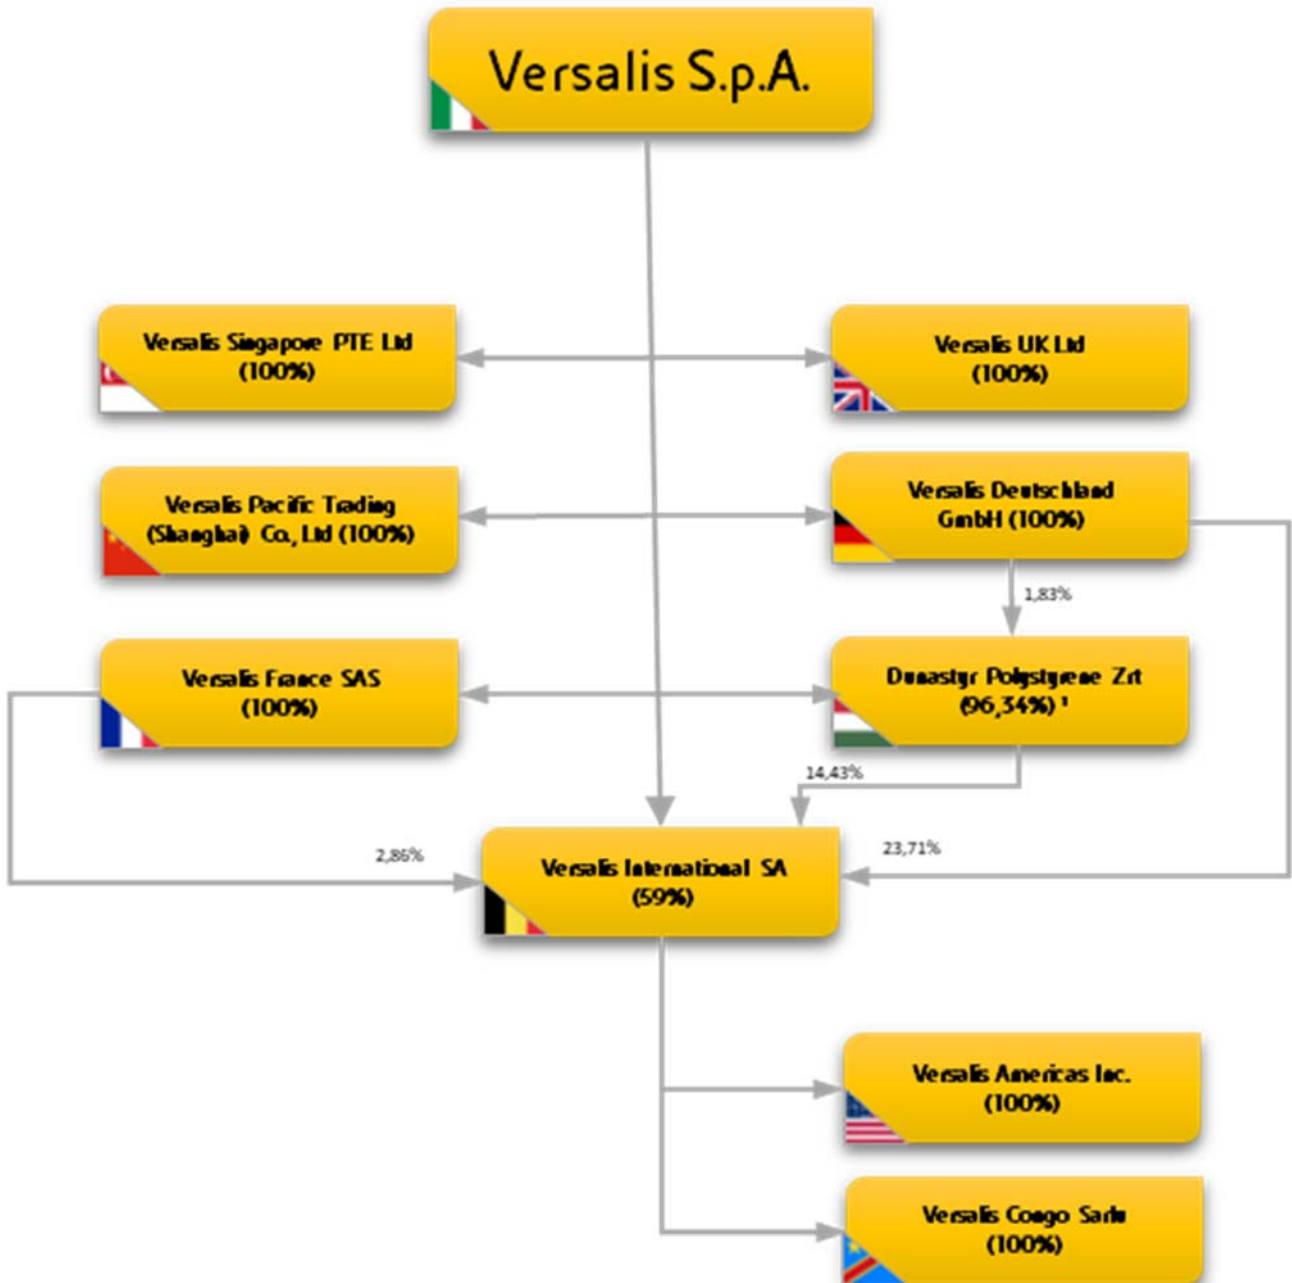 Versalis S.p.A.
Versalis Singapore PTE Ltd
(100%)
Versalis UK Ltd
(100%)
Versalis Pacific Trading
(Shanghai) Co., Ltd (100%)
Versalis Deutschland
GmbH (100%)
1,83%
Versalis France SAS
(100%)
Dunastyr Polystyrene Zrt
(96,34%) ¹
14,43%
2,86%
Versalis International SA
(59%)
23,71%
Versalis Americas Inc.
(100%)
Versalis Congo Sarlu
(100%)